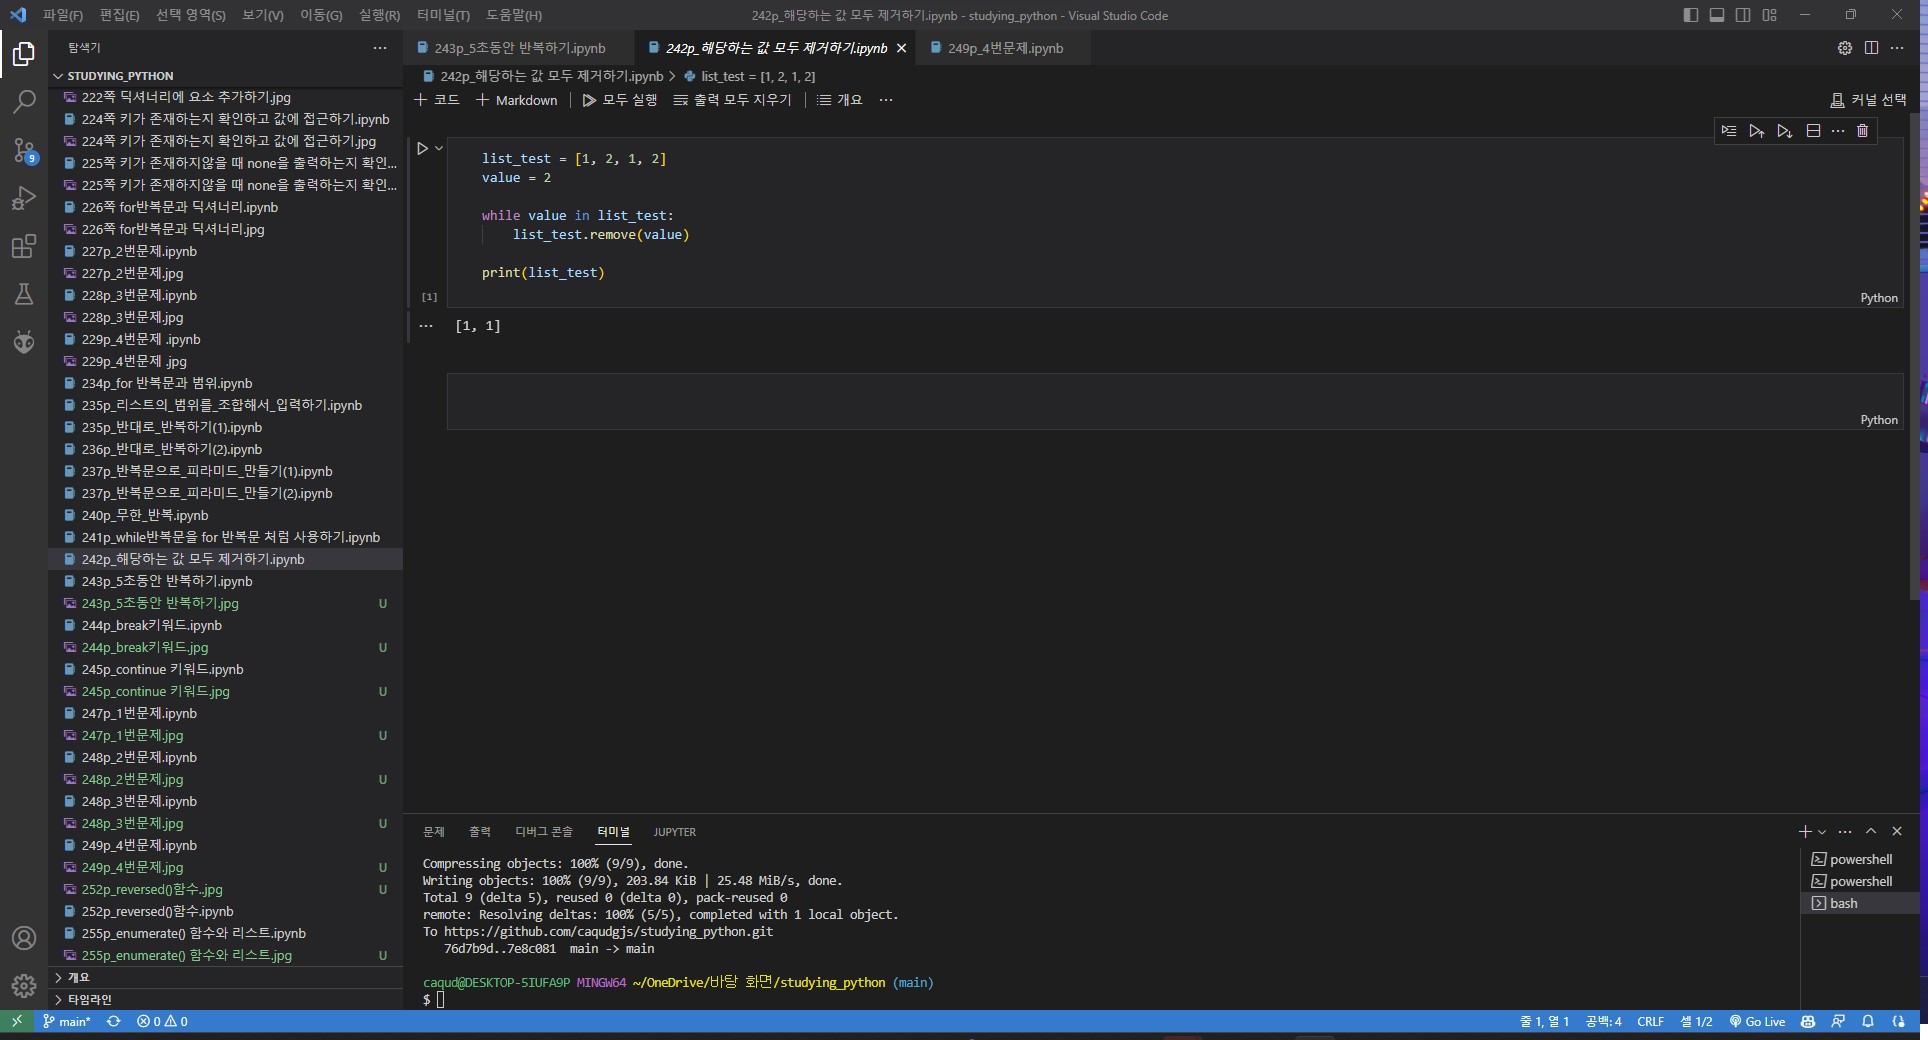 파일(F) 편집(E) 선택 영역(S) 보기(V) 이동(G) 실행(R) 터미널(T) 도움말(H)
242p_해당하는 값 모두 제거하기.ipynb - studying_python - Visual Studio Code
탐색기
STUDYING_PYTHON
222쪽 딕셔너리에 요소 추가하기.jpg
224쪽 키가 존재하는지 확인하고 값에 접근하기.ipynb
224쪽 키가 존재하는지 확인하고 값에 접근하기.jpg
225쪽 키가 존재하지않을 때 none을 출력하는지 확인...
225쪽 키가 존재하지않을 때 none을 출력하는지 확인...
226쪽 for반복문과 딕셔너리.ipynb
226쪽 for반복문과 딕셔너리.jpg
227p_2번문제.ipynb
227p_2번문제.jpg
228p_3번문제.ipynb
228p_3번문제.jpg
229p_4번문제 .ipynb
229p_4번문제 .jpg
234p_for 반복문과 범위.ipynb
235p_리스트의_범위를_조합해서_입력하기.ipynb
235p_반대로_반복하기(1).ipynb
236p_반대로_반복하기(2).ipynb
237p_반복문으로_피라미드_만들기(1).ipynb
237p_반복문으로_피라미드_만들기(2).ipynb
240p_무한_반복.ipynb
241p_while반복문을 for 반복문 처럼 사용하기.ipynb
242p_해당하는 값 모두 제거하기.ipynb
243p_5초동안 반복하기.ipynb
243p_5초동안 반복하기.jpg U
244p_break키워드.ipynb
244p_break키워드.jpg U
245p_continue 키워드.ipynb
245p_continue 키워드.jpg U
247p_1번문제.ipynb
247p_1번문제.jpg U
248p_2번문제.ipynb
248p_2번문제.jpg U
248p_3번문제.ipynb
248p_3번문제.jpg U
249p_4번문제.ipynb
249p_4번문제.jpg U
252p_reversed()함수..jpg U
252p_reversed()함수.ipynb
255p_enumerate() 함수와 리스트.ipynb
255p_enumerate() 함수와 리스트.jpg U
개요
타임라인
9
243p_5초동안 반복하기.ipynb
242p_해당하는 값 모두 제거하기.ipynb
249p_4번문제.ipynb
242p_해당하는 값 모두 제거하기.ipynb > list_test = [1, 2, 1, 2]
+ 코드 + Markdown | 모두 실행 출력 모두 지우기 | 개요 ...
커널 선택
list_test = [1, 2, 1, 2]
value = 2
while value in list_test:
list_test.remove(value)
print(list_test)
[1]
Python
[1, 1]
Python
문제 출력 디버그 콘솔 터미널 JUPYTER
Compressing objects: 100% (9/9), done.
Writing objects: 100% (9/9), 203.84 KiB | 25.48 MiB/s, done.
Total 9 (delta 5), reused 0 (delta 0), pack-reused 0
remote: Resolving deltas: 100% (5/5), completed with 1 local object.
To https://github.com/caqudgjs/studying_python.git
76d7b9d..7e8c081 main -> main
caqud@DESKTOP-5IUFA9P MINGW64 ~/OneDrive/바탕 화면/studying_python (main)
$
powershell
powershell
bash
main* 0 0
줄 1, 열 1 공백: 4 CRLF 셀 1/2 Go Live